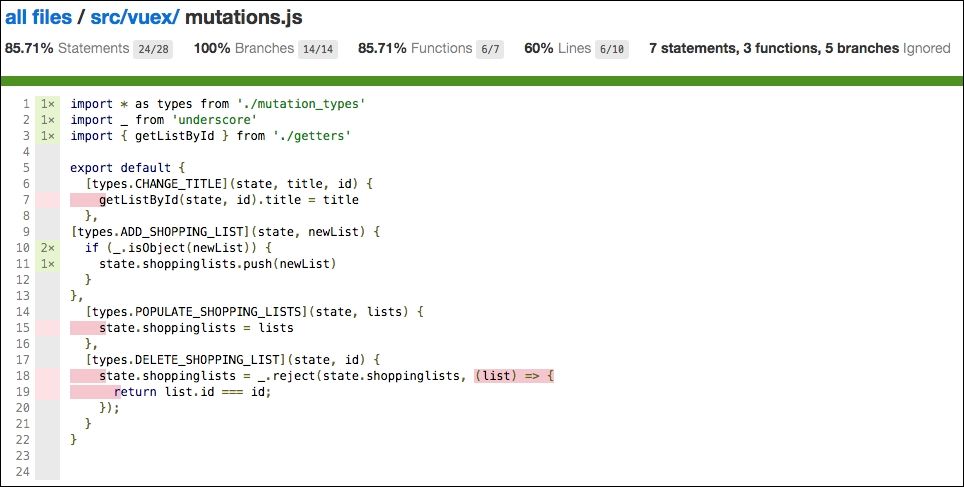 all files / src/vuex/ mutations.js
85.71% Statements 24/28 100% Branches 14/14 85.71% Functions 6/7 60% Lines 6/10 7 statements, 3 functions, 5 branches Ignored
1 1× import * as types from './mutation_types'
2 1× import _ from 'underscore'
3 1× import { getListById } from './getters'
4
5 export default {
6   [types.CHANGE_TITLE](state, title, id) {
7     getListById(state, id).title = title
8   },
9 [types.ADD_SHOPPING_LIST](state, newList) {
10 2×   if (_.isObject(newList)) {
11 1×     state.shoppinglists.push(newList)
12   }
13 },
14   [types.POPULATE_SHOPPING_LISTS](state, lists) {
15     state.shoppinglists = lists
16   },
17   [types.DELETE_SHOPPING_LIST](state, id) {
18     state.shoppinglists = _.reject(state.shoppinglists, (list) => {
19       return list.id === id;
20     });
21   }
22 }
23
24